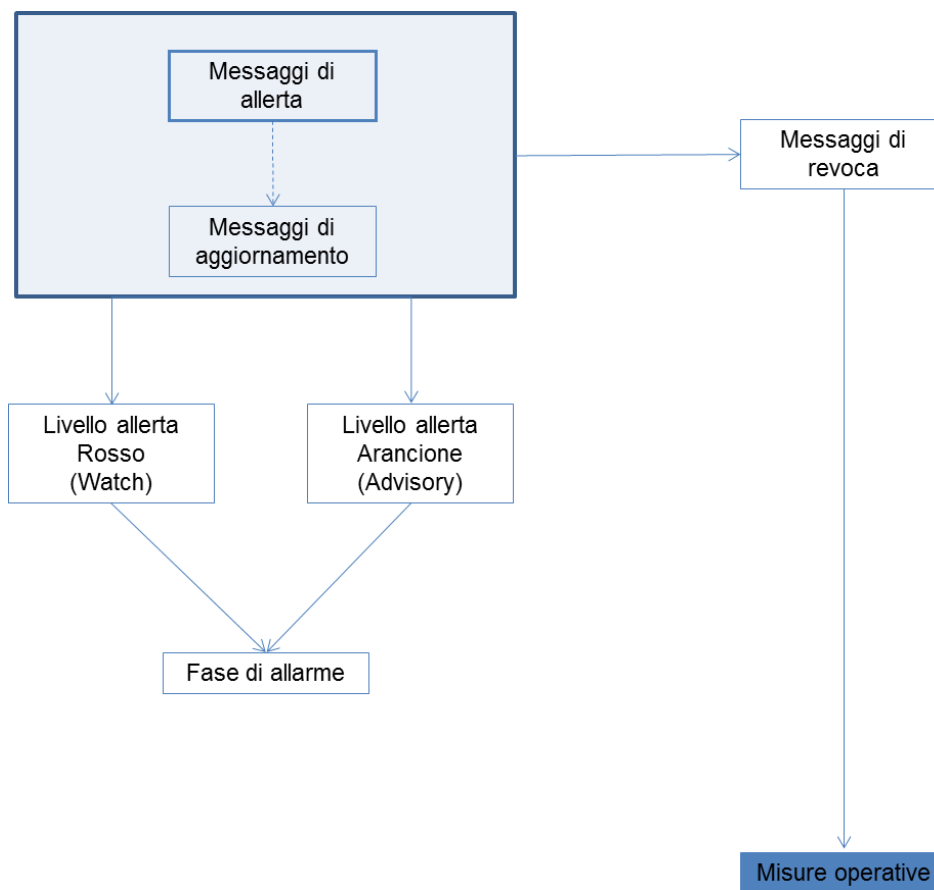 Messaggi di
allerta
Messaggi di
revoca
Messaggi di
aggiornamento
Livello allerta
Rosso
(Watch)
Livello allerta
Arancione
(Advisory)
Fase di allarme
Misure operative